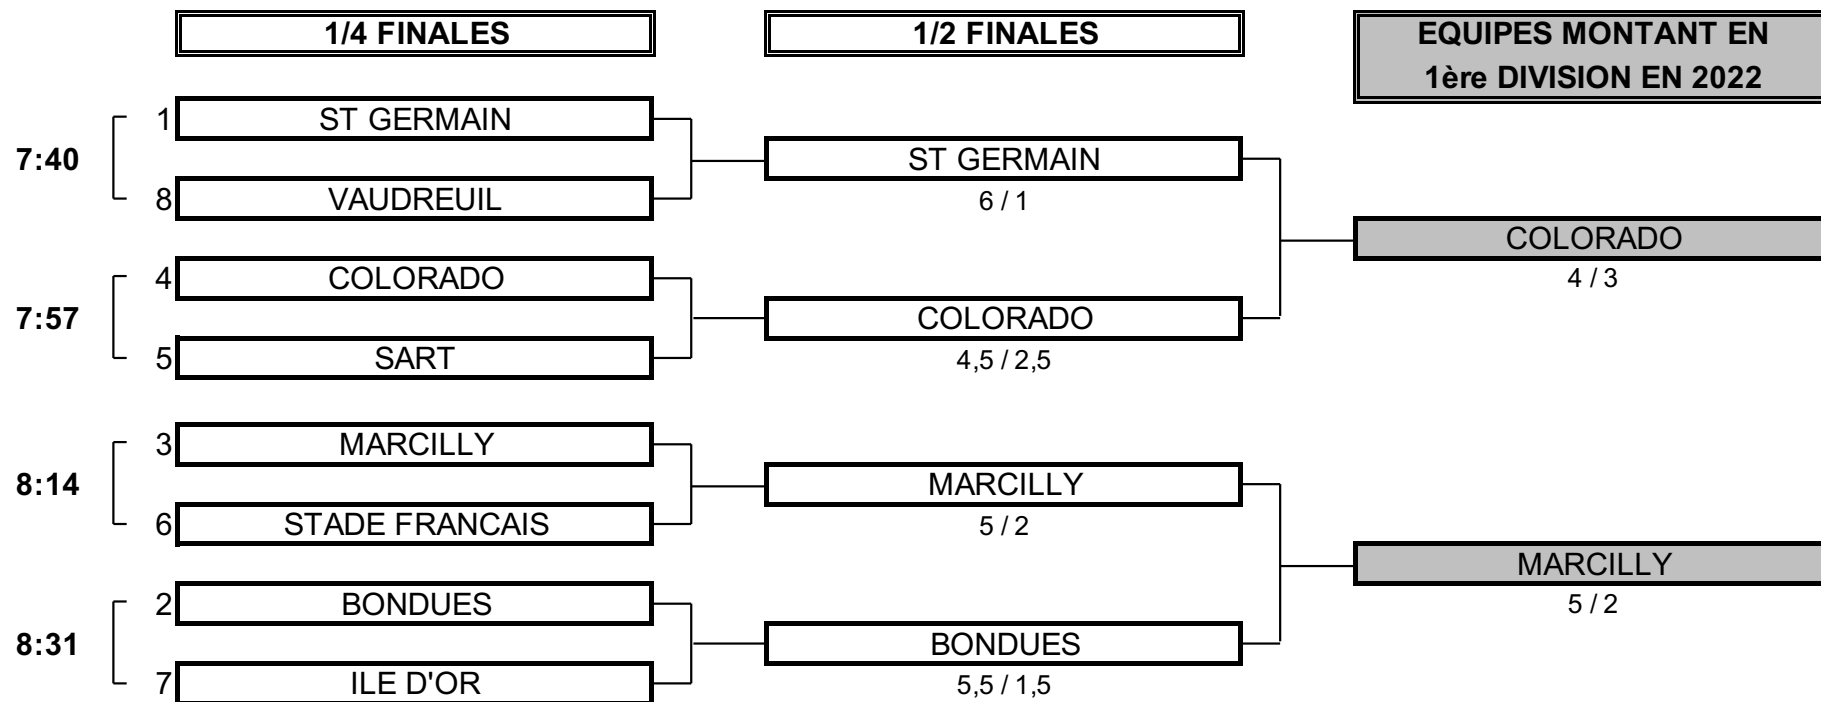 1/4 FINALES
1/2 FINALES
EQUIPES MONTANT EN
1ère DIVISION EN 2022
7:40
1 ST GERMAIN
8 VAUDREUIL
ST GERMAIN
6 / 1
7:57
4 COLORADO
5 SART
COLORADO
4,5 / 2,5
COLORADO
4 / 3
8:14
3 MARCILLY
6 STADE FRANCAIS
MARCILLY
5 / 2
8:31
2 BONDUES
7 ILE D'OR
BONDUES
5,5 / 1,5
MARCILLY
5 / 2